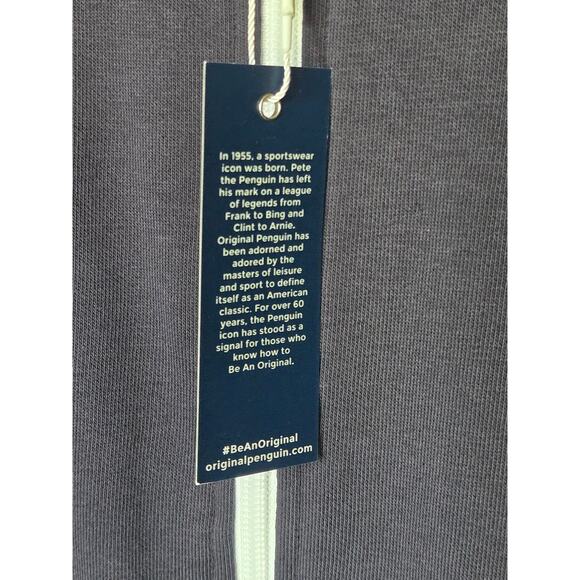 In 1955, a sportswear
icon was born. Pete
the Penguin has left
his mark on a league
of legends from
Frank to Bing and
Clint to Arnie.
Original Penguin has
been adorned and
adored by the
masters of leisure
and sport to define
itself as an American
classic. For over 60
years, the Penguin
icon has stood as a
signal for those who
know how to
Be An Original.
#BeAnOriginal
originalpenguin.com